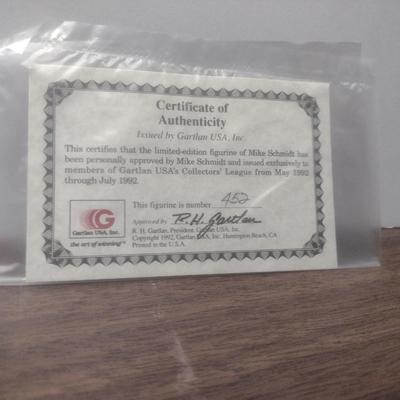 Certificate of
Authenticity
Issued by Gartlan USA, Inc.
This certifies that the limited-edition figurine of Mike Schmidt has
been personally approved by Mike Schmidt and issued exclusively to
members of Gartlan USA's Collectors' League from May 1992
through July 1992.
This figurine is number 452
Approved by R.H. Gartlan
R. H. Gartlan, President, Gartlan USA, Inc.
Copyright 1992, Gartlan USA, Inc. Huntington Beach, CA
Printed in the U.S.A.
G
Gartlan USA, Inc.
the art of winning™